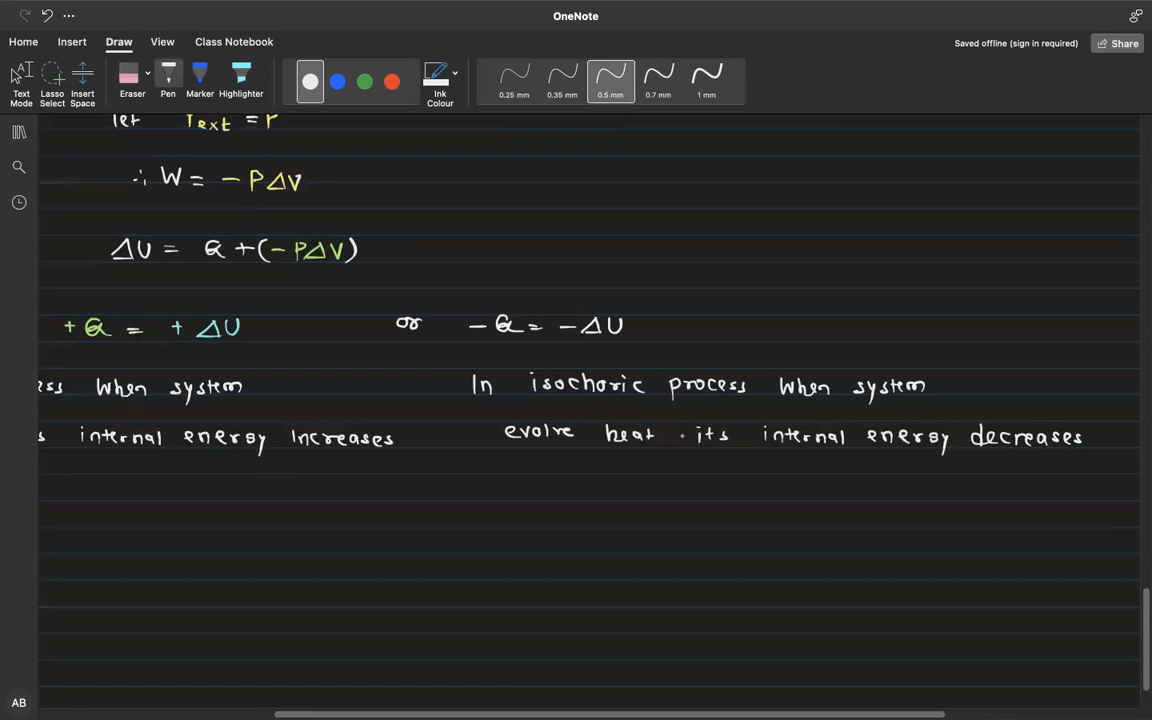 OneNote
Home Insert Draw View Class Notebook
Saved offline (sign in required) Share
Text Mode
Lasso Select
Insert Space
Eraser
Pen
Marker
Highlighter
Ink Colour
0.25 mm 0.35 mm 0.5 mm 0.7 mm 1 mm
let Pext = P
∴ W = - PΔV
ΔU = Q + (- PΔV)
+ Q = + ΔU or - Q = - ΔU
ess when system In isochoric process when system
s internal energy increases evolve heat . its internal energy decreases
AB